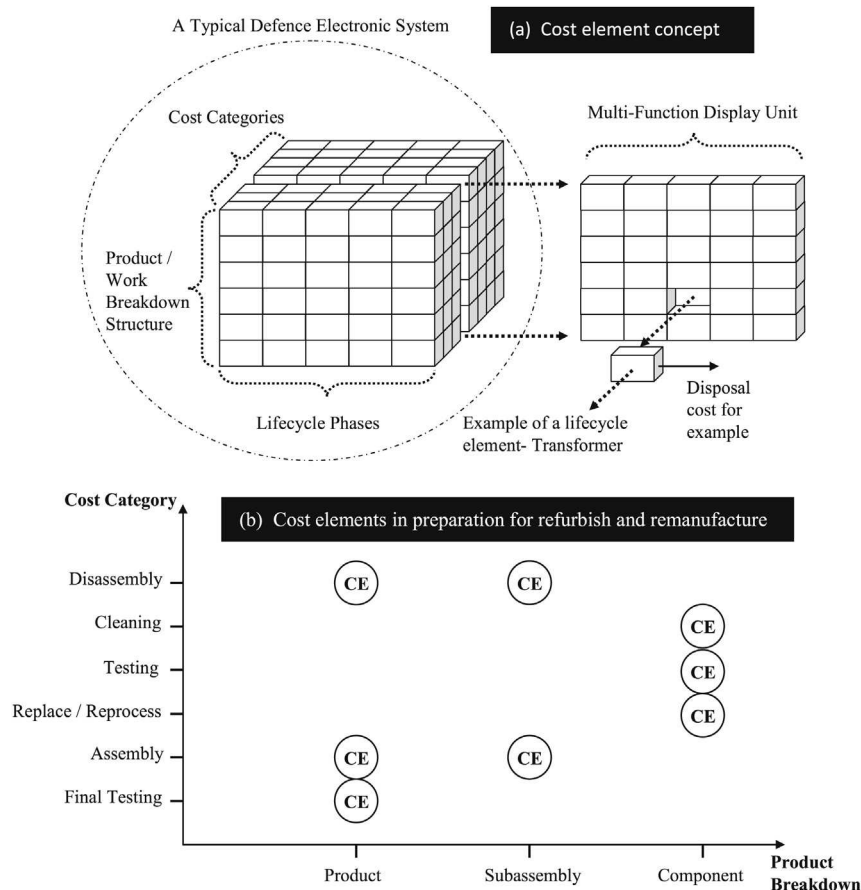 A Typical Defence Electronic System
(a) Cost element concept
Cost Categories
Multi-Function Display Unit
Product /
Work
Breakdown
Structure
Lifecycle Phases
Example of a lifecycle
element- Transformer
Disposal
cost for
example
Cost Category
(b) Cost elements in preparation for refurbish and remanufacture
Disassembly
CE
CE
Cleaning
CE
Testing
CE
Replace / Reprocess
CE
Assembly
CE
CE
Final Testing
CE
Product
Subassembly
Component
Product
Breakdown